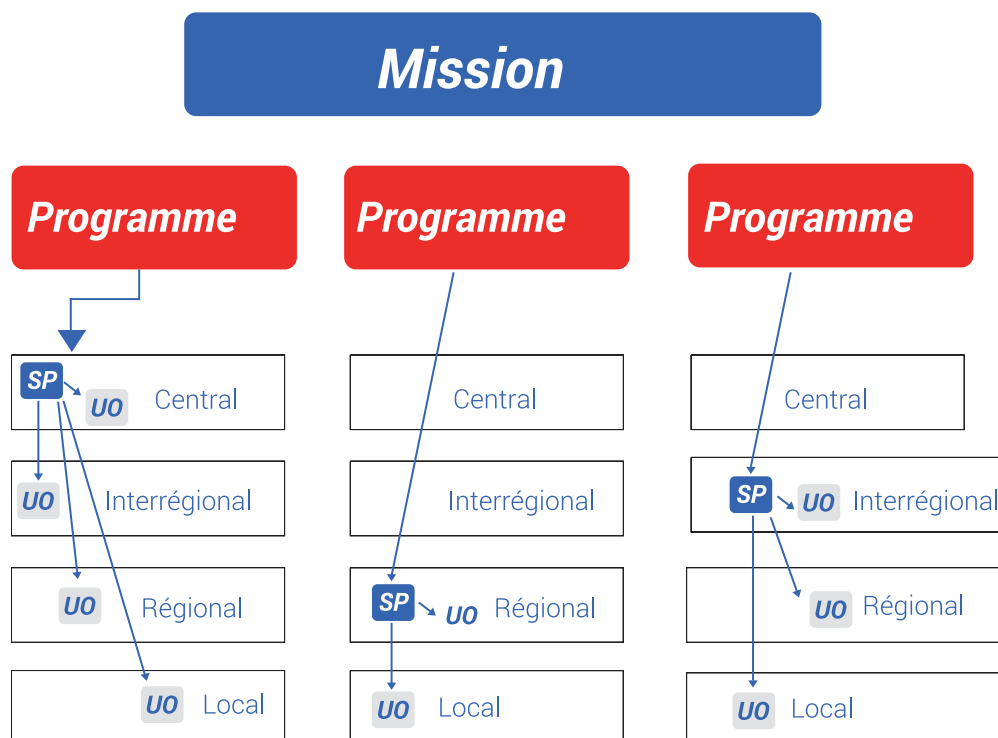 Mission
Programme
Programme
Programme
SP
UO
Central
Central
Central
UO
Interrégional
Interrégional
SP
UO
Interrégional
UO
Régional
SP
UO
Régional
UO
Régional
UO
Local
UO
Local
UO
Local